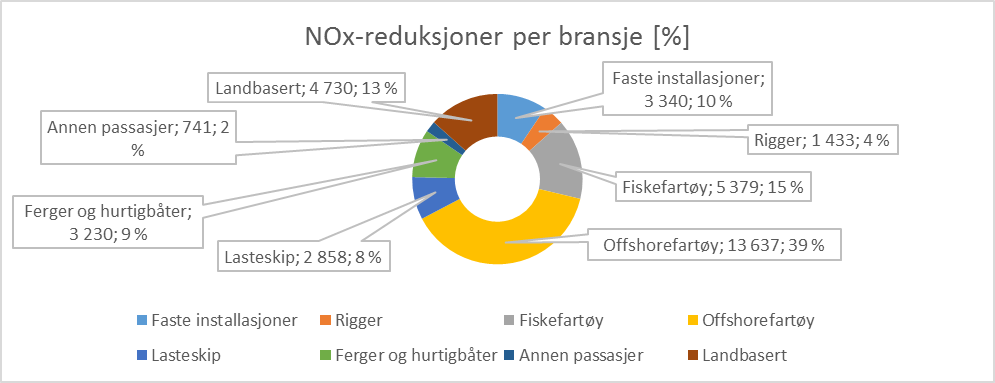 NOx-reduksjoner per bransje [%]
Faste installasjoner;
3 340; 10 %
Landbasert; 4 730; 13 %
Annen passasjer; 741; 2
%
Rigger; 1 433; 4 %
Fiskefartøy; 5 379; 15 %
Ferger og hurtigbåter;
3 230; 9 %
Lasteskip; 2 858; 8 %
Offshorefartøy; 13 637; 39 %
Faste installasjoner
Rigger
Fiskefartøy
Offshorefartøy
Lasteskip
Ferger og hurtigbåter
Annen passasjer
Landbasert